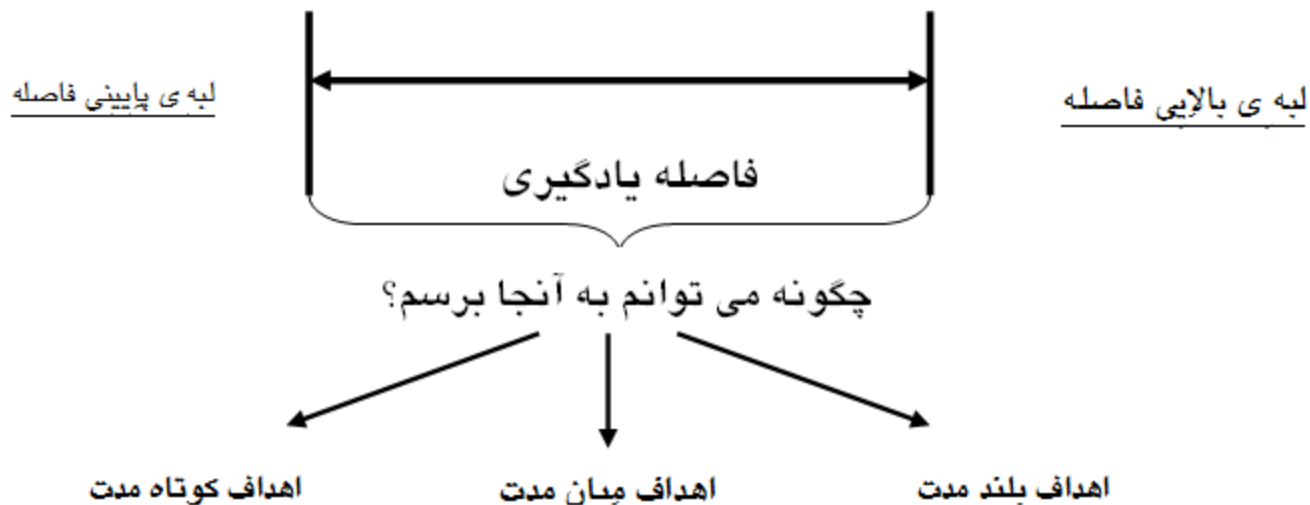 لبه ی بالایی فاصله
لبه ی پایینی فاصله
فاصله یادگیری
چگونه می توانم به آنجا برسم؟
اهداف بلند مدت
اهداف میان مدت
اهداف کوتاه مدت